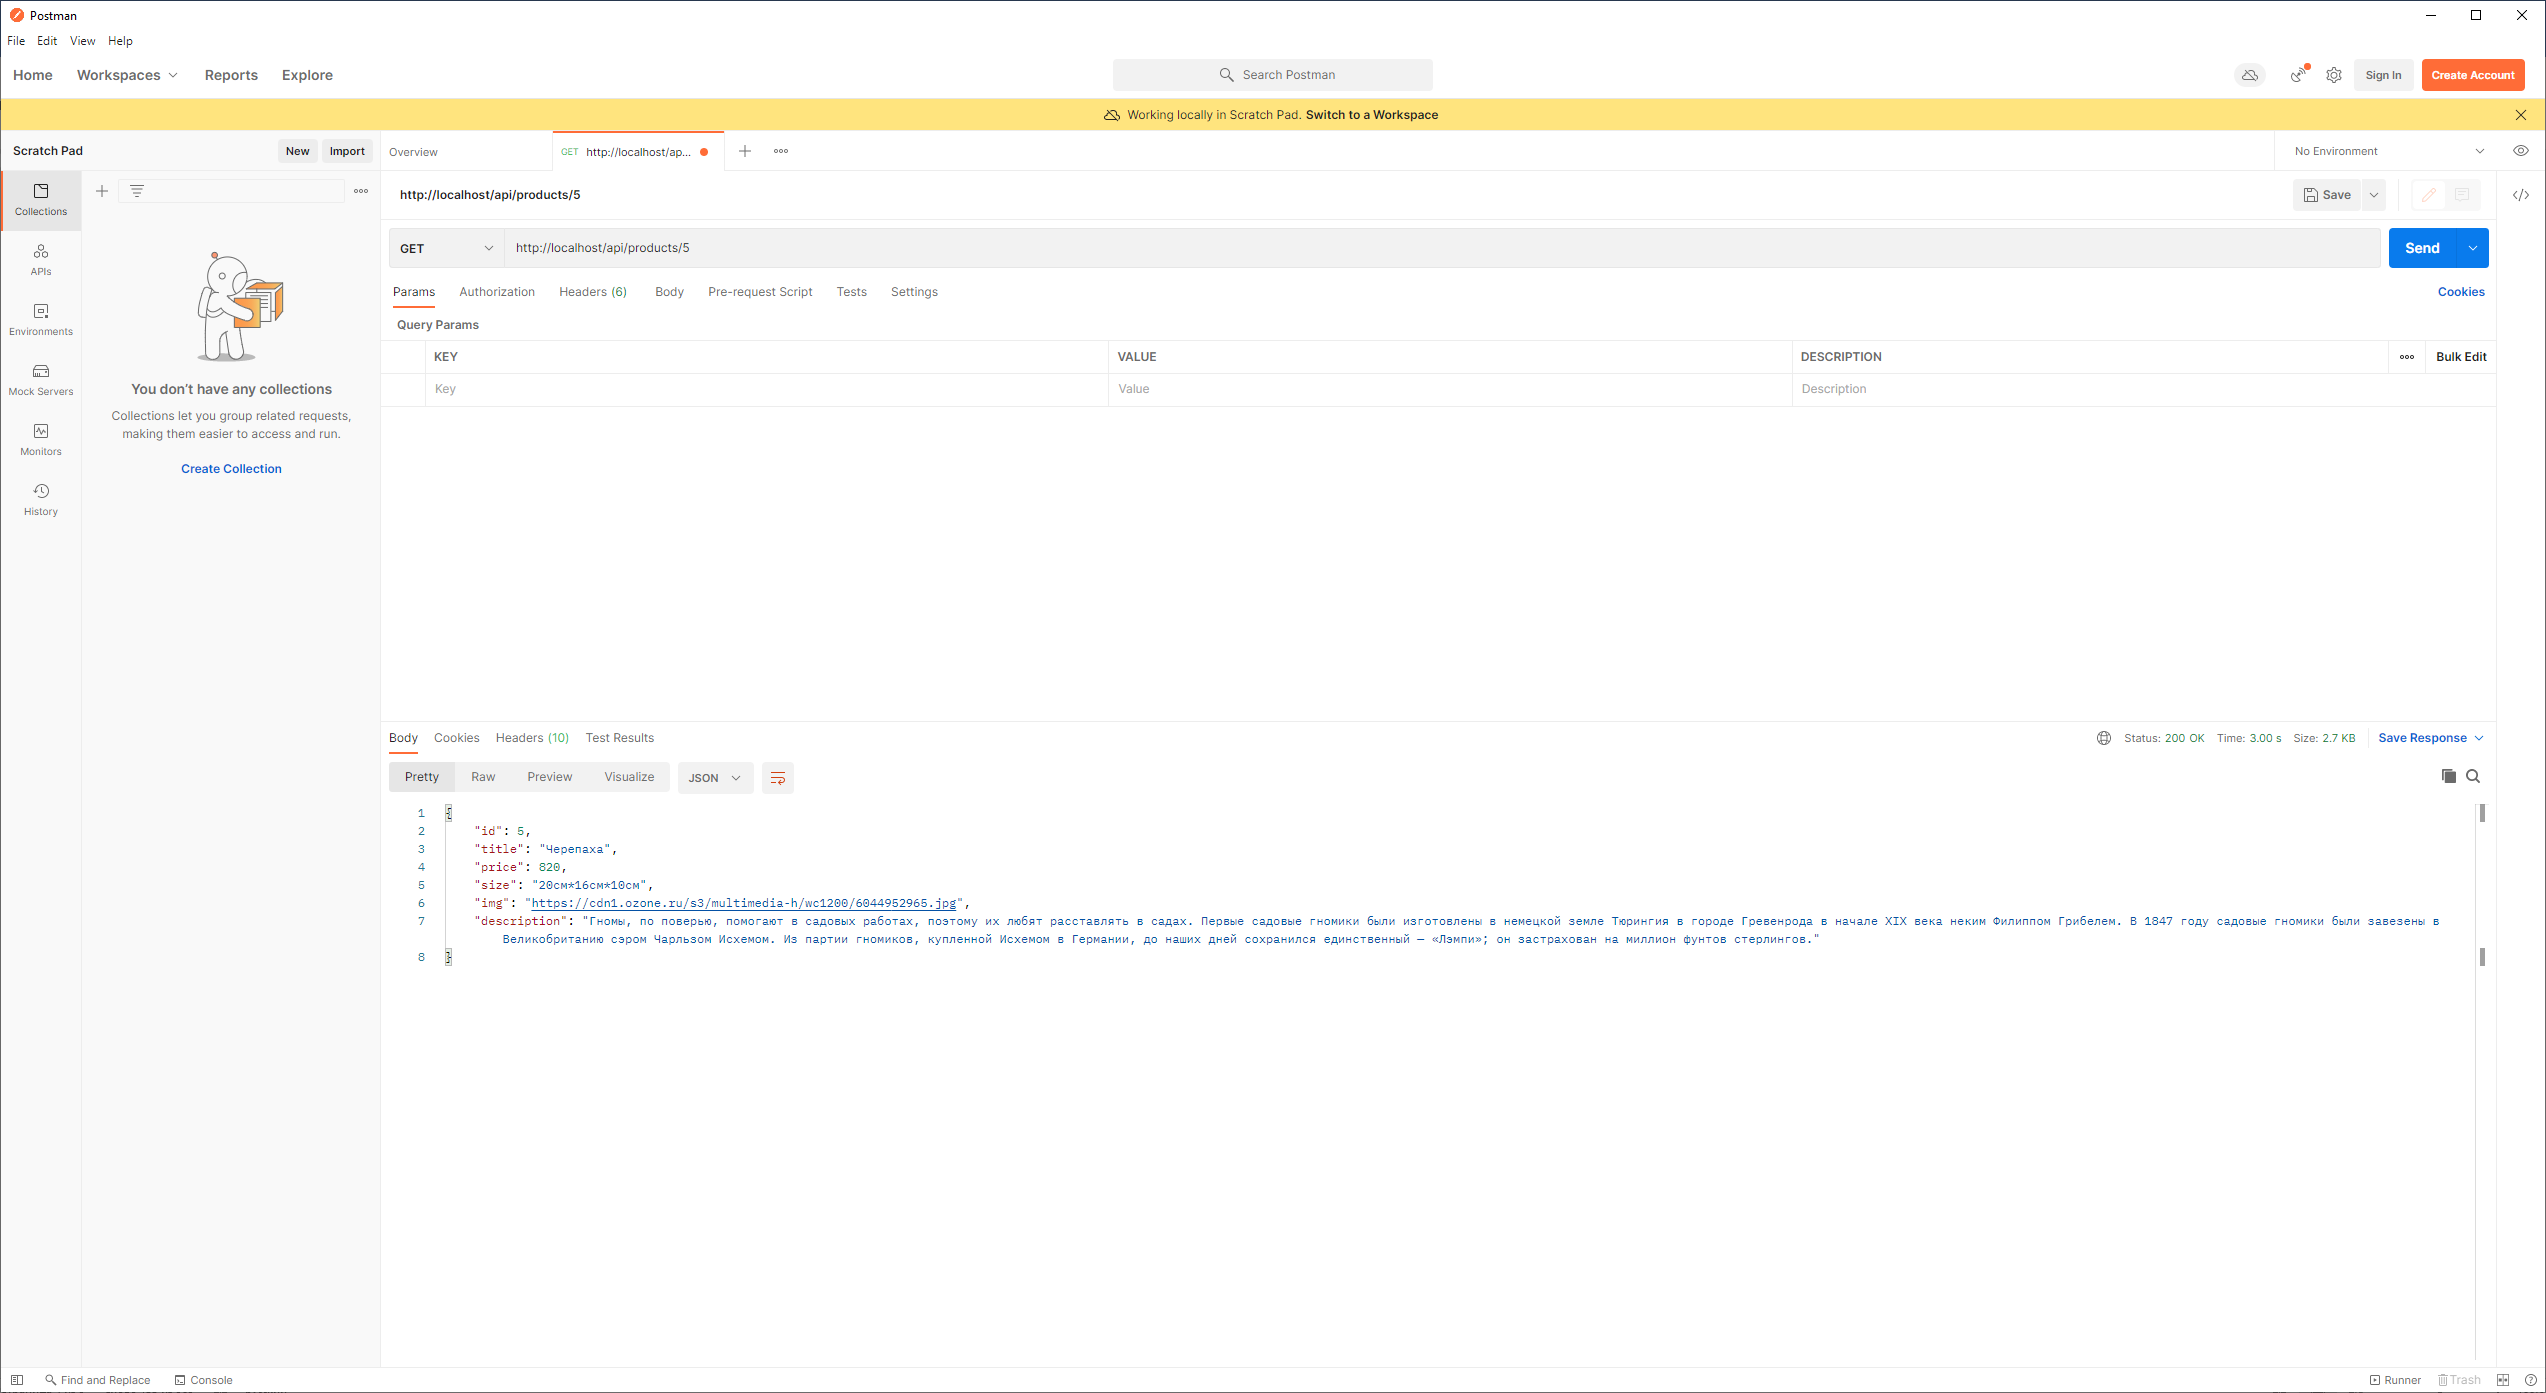 Postman
File Edit View Help
Home Workspaces Reports Explore
Search Postman
Sign In
Create Account
Working locally in Scratch Pad. Switch to a Workspace
Scratch Pad
New Import
Overview
GET http://localhost/ap...
No Environment
Collections
APIs
Environments
Mock Servers
Monitors
History
You don't have any collections
Collections let you group related requests,
making them easier to access and run.
Create Collection
http://localhost/api/products/5
Save
GET http://localhost/api/products/5
Send
Params Authorization Headers (6) Body Pre-request Script Tests Settings
Cookies
Query Params
KEY VALUE DESCRIPTION
Bulk Edit
Key Value Description
Body Cookies Headers (10) Test Results
Status: 200 OK Time: 3.00 s Size: 2.7 KB Save Response
Pretty Raw Preview Visualize JSON
1 {
2 "id": 5,
3 "title": "Черепаха",
4 "price": 820,
5 "size": "20см*16см*10см",
6 "img": "https://cdn1.ozone.ru/s3/multimedia-h/wc1200/6044952965.jpg",
7 "description": "Гномы, по поверью, помогают в садовых работах, поэтому их любят расставлять в садах. Первые садовые гномики были изготовлены в немецкой земле Тюрингия в городе Гревенрода в начале XIX века неким Филиппом Грибелем. В 1847 году садовые гномики были завезены в
Великобританию сэром Чарльзом Исхемом. Из партии гномиков, купленной Исхемом в Германии, до наших дней сохранился единственный — «Лэмпи»; он застрахован на миллион фунтов стерлингов."
8 }
Find and Replace Console
Runner Trash